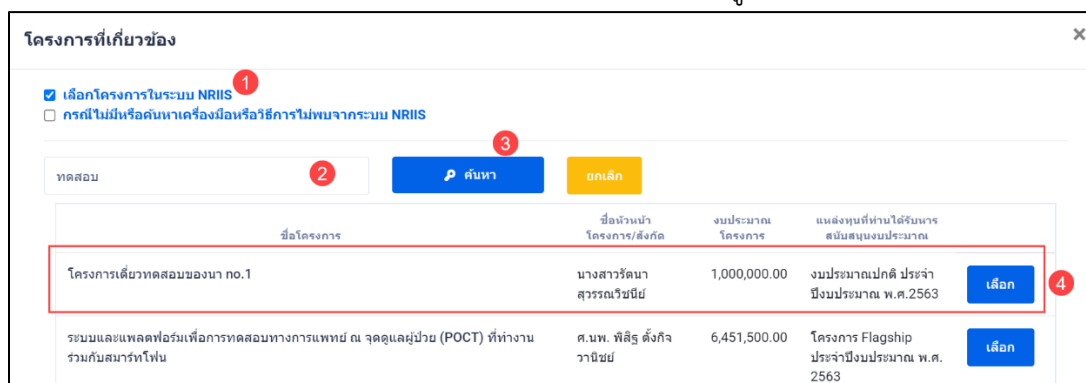 โครงการที่เกี่ยวข้อง
×
เลือกโครงการในระบบ NRIIS
1
กรณีไม่มีหรือค้นหาเครื่องมือหรือวิธีการไม่พบจากระบบ NRIIS
3
ทดสอบ
2
ค้นหา
ยกเลิก
ชื่อโครงการ
ชื่อหัวหน้า
โครงการ/สังกัด
งบประมาณ
โครงการ
แหล่งทุนที่ท่านได้รับหาร
สนับสนุนงบประมาณ
โครงการเดี่ยวทดสอบของนา no.1
นางสาวรัตนา
สุวรรณวิชนีย์
1,000,000.00
งบประมาณปกติ ประจำ
ปีงบประมาณ พ.ศ.2563
เลือก
4
ระบบและแพลตฟอร์มเพื่อการทดสอบทางการแพทย์ ณ จุดดูแลผู้ป่วย (POCT) ที่ทำงาน
ร่วมกับสมาร์ทโฟน
ศ.นพ. พิสิฐ ตั้งกิจ
วานิชย์
6,451,500.00
โครงการ Flagship
ประจำปีงบประมาณ พ.ศ.
2563
เลือก